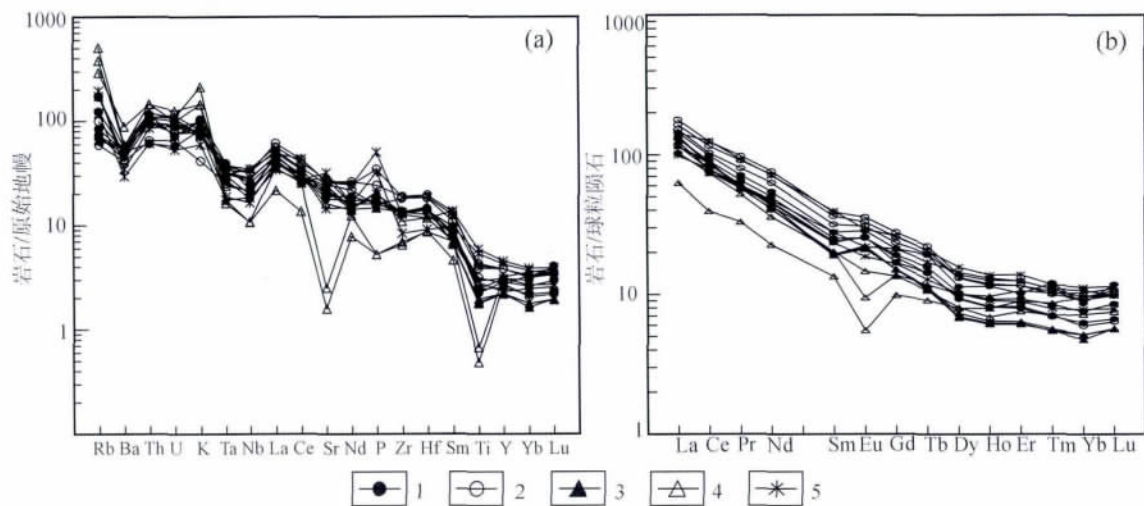 (a)
岩石/原始地幔
1000
100
10
1
Rb Ba Th U K Ta Nb La Ce Sr Nd P Zr Hf Sm Ti Y Yb Lu
(b)
岩石/球粒陨石
1000
100
10
1
La Ce Pr Nd Sm Eu Gd Tb Dy Ho Er Tm Yb Lu
1 2 3 4 5